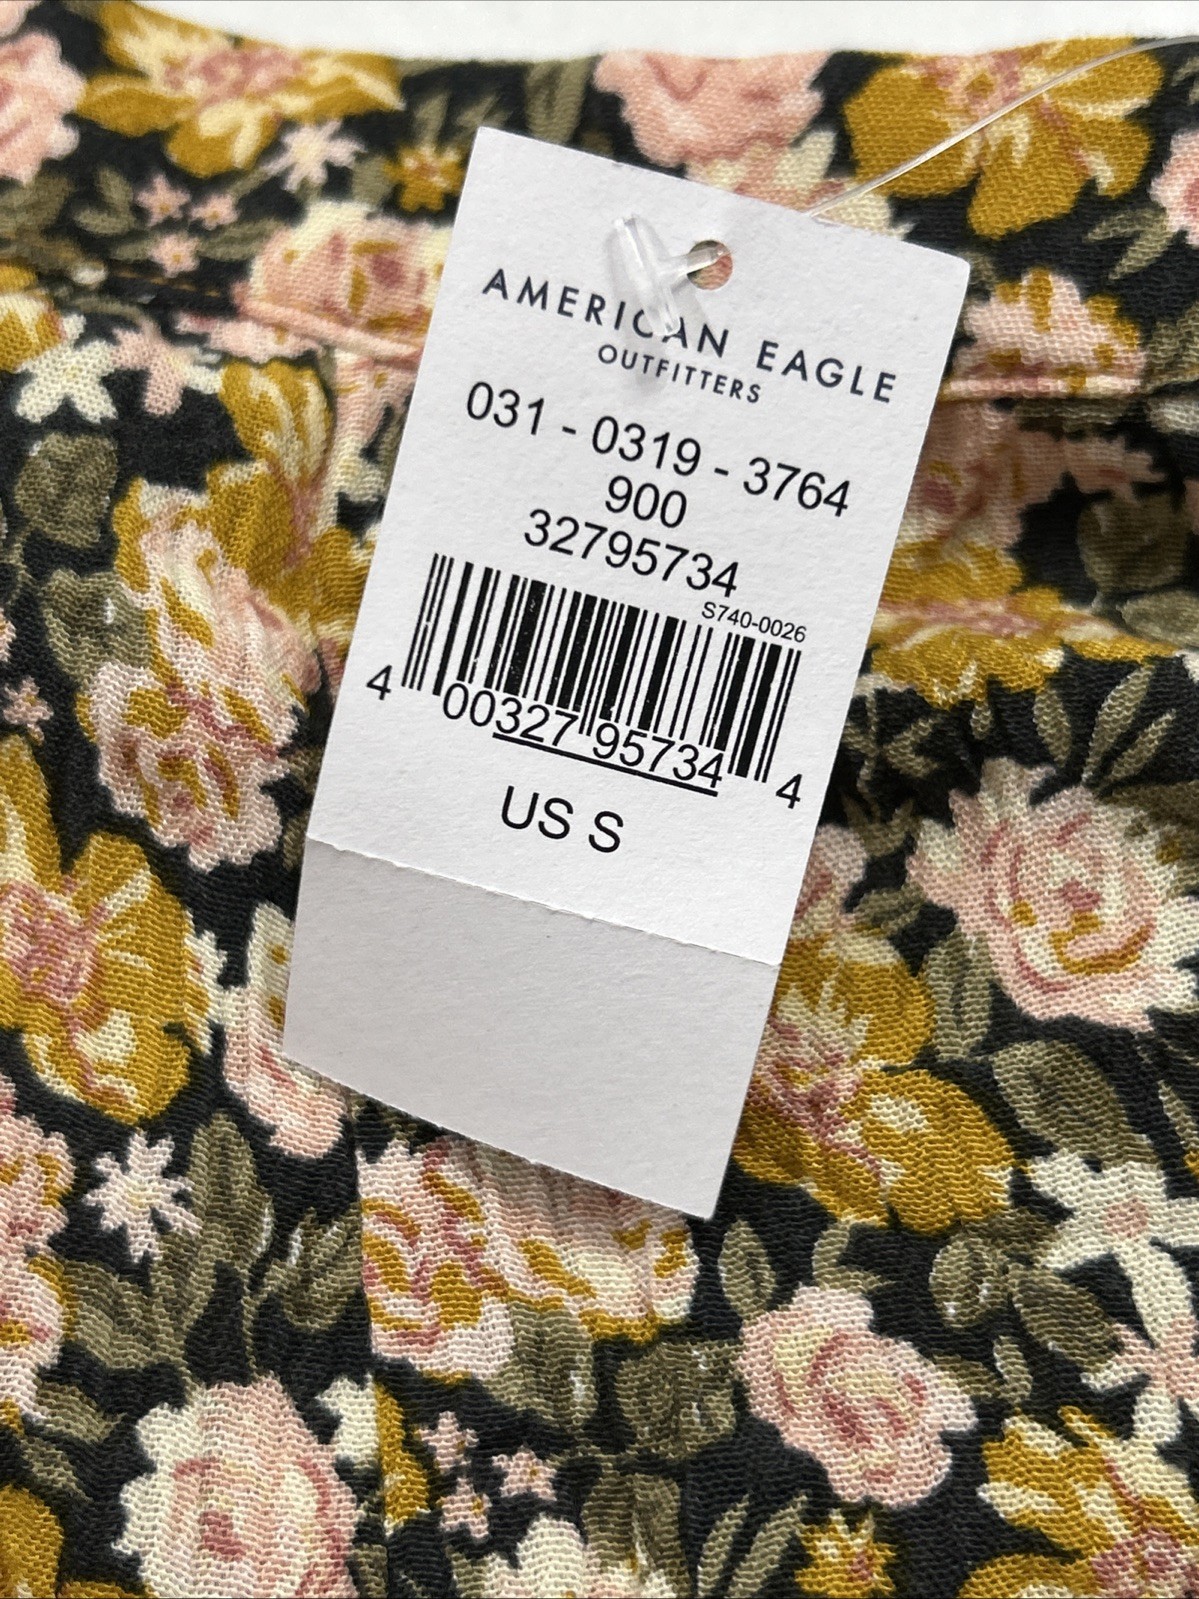 AMERICAN EAGLE
OUTFITTERS
031 - 0319 - 3764
900
32795734
S740-0026
4 00327 95734 4
US S